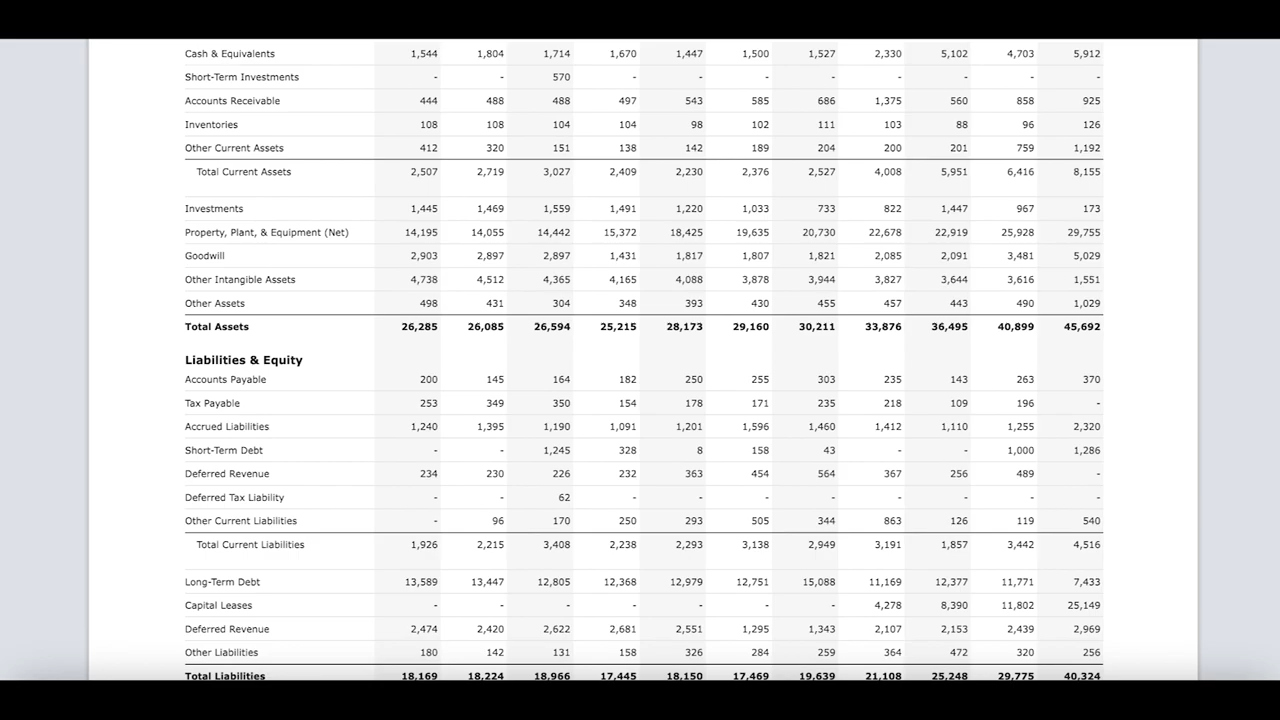 Cash & Equivalents 1,544 1,804 1,714 1,670 1,447 1,500 1,527 2,330 5,102 4,703 5,912
Short-Term Investments - - 570 - - - - - - - -
Accounts Receivable 444 488 488 497 543 585 686 1,375 560 858 925
Inventories 108 108 104 104 98 102 111 103 88 96 126
Other Current Assets 412 320 151 138 142 189 204 200 201 759 1,192
Total Current Assets 2,507 2,719 3,027 2,409 2,230 2,376 2,527 4,008 5,951 6,416 8,155
Investments 1,445 1,469 1,559 1,491 1,220 1,033 733 822 1,447 967 173
Property, Plant, & Equipment (Net) 14,195 14,055 14,442 15,372 18,425 19,635 20,730 22,678 22,919 25,928 29,755
Goodwill 2,903 2,897 2,897 1,431 1,817 1,807 1,821 2,085 2,091 3,481 5,029
Other Intangible Assets 4,738 4,512 4,365 4,165 4,088 3,878 3,944 3,827 3,644 3,616 1,551
Other Assets 498 431 304 348 393 430 455 457 443 490 1,029
Total Assets 26,285 26,085 26,594 25,215 28,173 29,160 30,211 33,876 36,495 40,899 45,692
Liabilities & Equity
Accounts Payable 200 145 164 182 250 255 303 235 143 263 370
Tax Payable 253 349 350 154 178 171 235 218 109 196 -
Accrued Liabilities 1,240 1,395 1,190 1,091 1,201 1,596 1,460 1,412 1,110 1,255 2,320
Short-Term Debt - - 1,245 328 8 158 43 - - 1,000 1,286
Deferred Revenue 234 230 226 232 363 454 564 367 256 489 -
Deferred Tax Liability - - 62 - - - - - - - -
Other Current Liabilities - 96 170 250 293 505 344 863 126 119 540
Total Current Liabilities 1,926 2,215 3,408 2,238 2,293 3,138 2,949 3,191 1,857 3,442 4,516
Long-Term Debt 13,589 13,447 12,805 12,368 12,979 12,751 15,088 11,169 12,377 11,771 7,433
Capital Leases - - - - - - - 4,278 8,390 11,802 25,149
Deferred Revenue 2,474 2,420 2,622 2,681 2,551 1,295 1,343 2,107 2,153 2,439 2,969
Other Liabilities 180 142 131 158 326 284 259 364 472 320 256
Total Liabilities 18,169 18,224 18,966 17,445 18,150 17,469 19,639 21,108 25,248 29,775 40,324